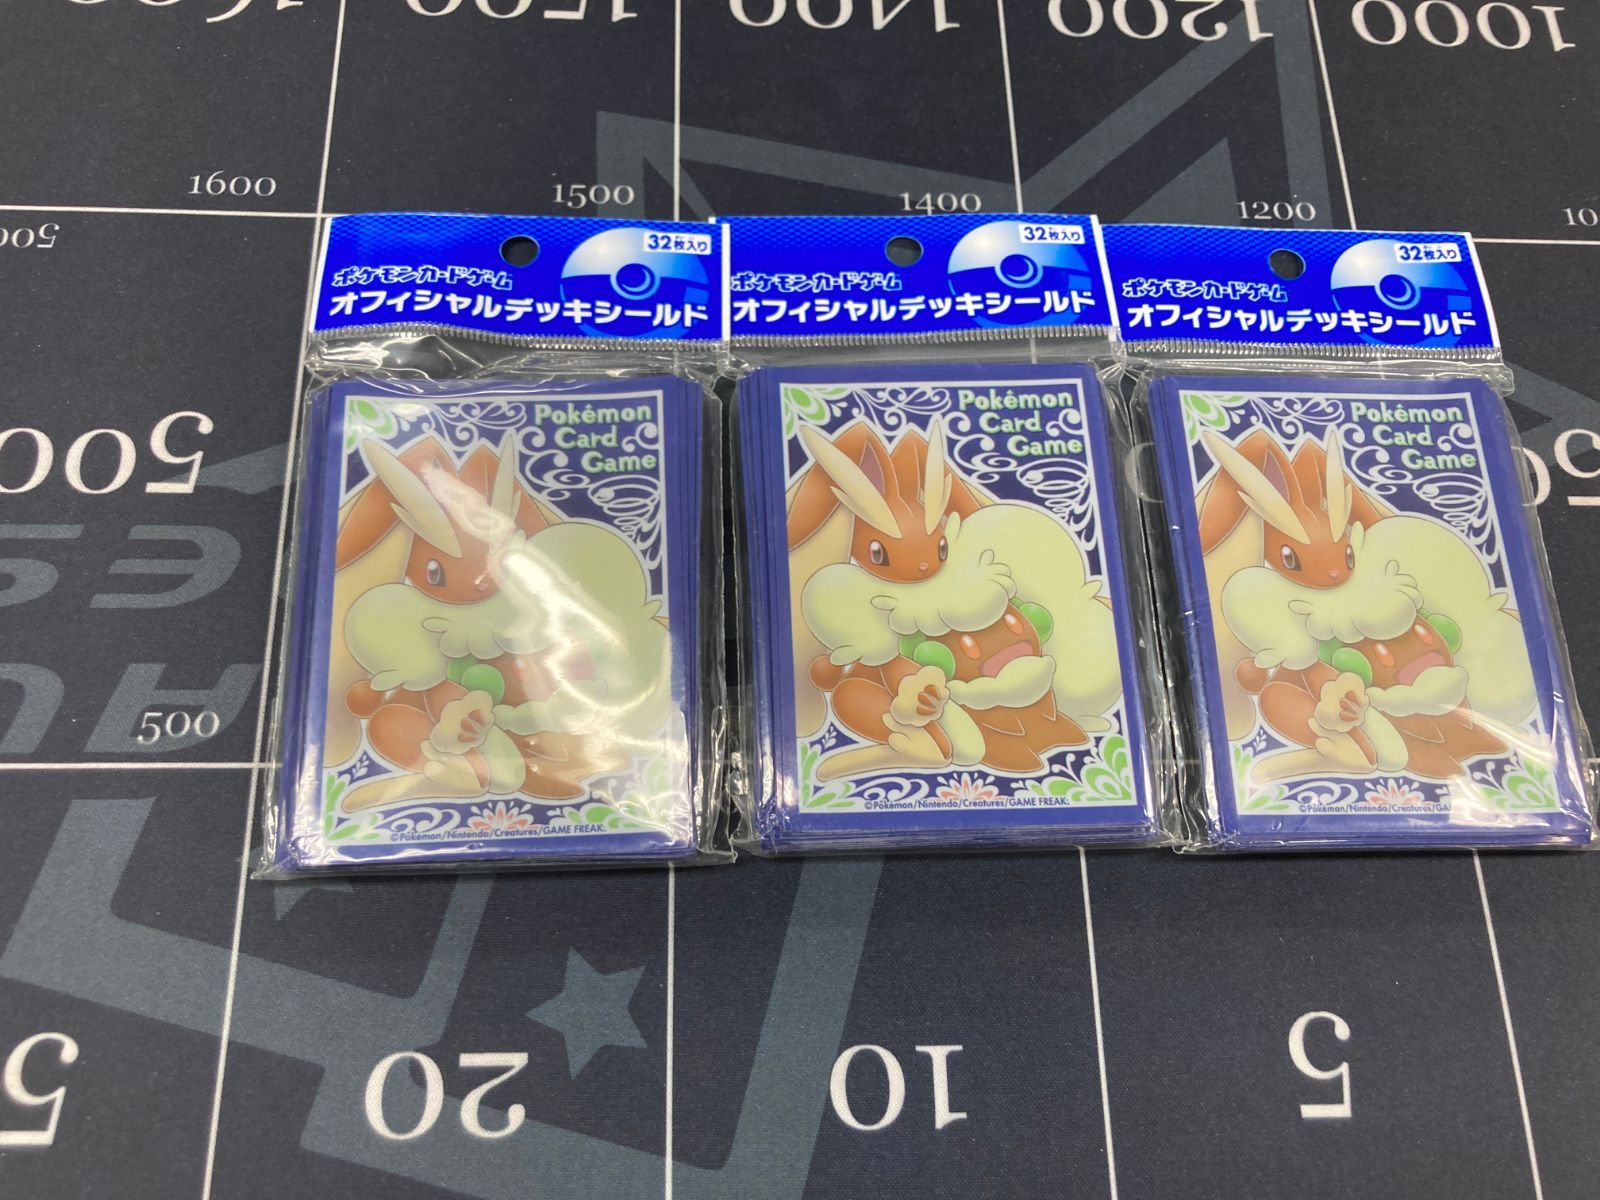 1600
1500
1400
1200
1000
1600
1500
1400
1200
500
32枚入り
ポケモンカードゲーム
オフィシャルデッキシールド
32枚入り
ポケモンカードゲーム
オフィシャルデッキシールド
32枚入り
ポケモンカードゲーム
オフィシャルデッキシールド
Pokémon
Card
Game
©Pokémon/Nintendo/Creatures/GAME FREAK.
Pokémon
Card
Game
©Pokémon/Nintendo/Creatures/GAME FREAK.
Pokémon
Card
Game
©Pokémon/Nintendo/Creatures/GA
500
500
5
20
10
5